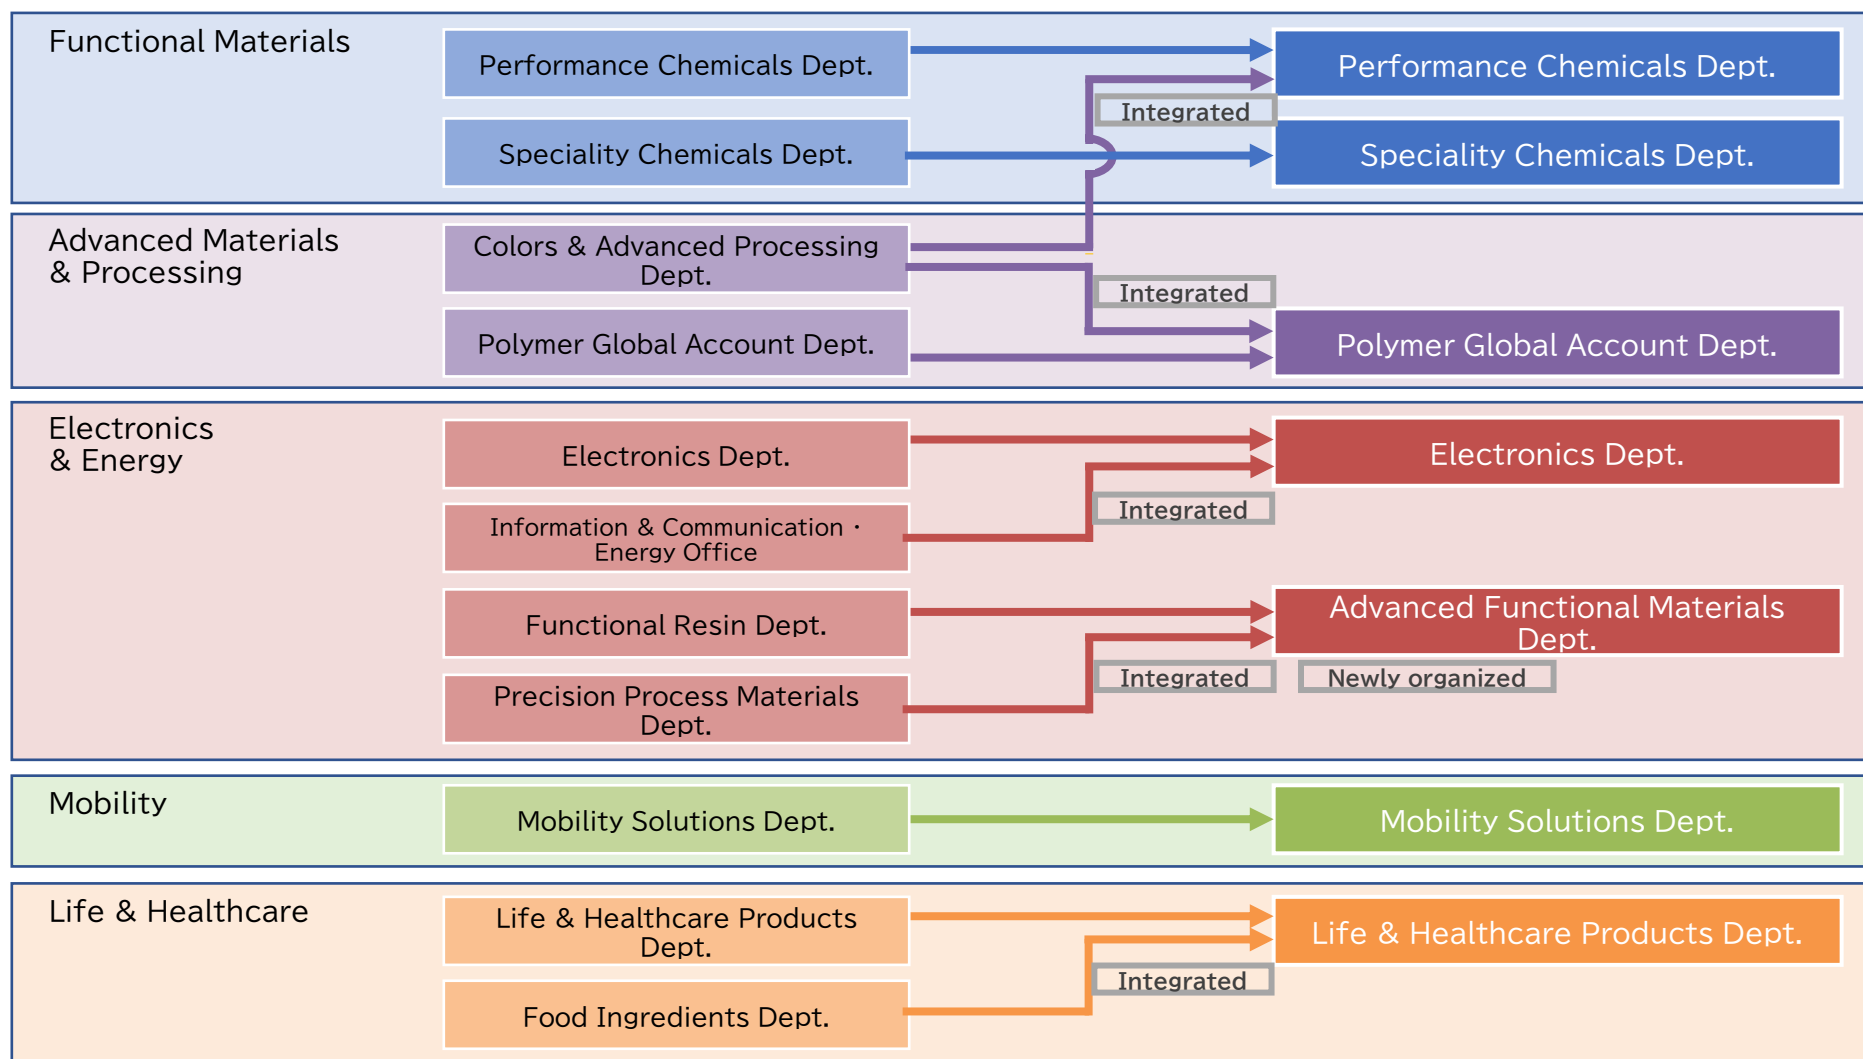 Functional Materials
Performance Chemicals Dept.
Performance Chemicals Dept.
Integrated
Speciality Chemicals Dept.
Speciality Chemicals Dept.
Advanced Materials
& Processing
Colors & Advanced Processing
Dept.
Integrated
Polymer Global Account Dept.
Polymer Global Account Dept.
Electronics
& Energy
Electronics Dept.
Electronics Dept.
Integrated
Information & Communication・
Energy Office
Functional Resin Dept.
Advanced Functional Materials
Dept.
Integrated
Newly organized
Precision Process Materials
Dept.
Mobility
Mobility Solutions Dept.
Mobility Solutions Dept.
Life & Healthcare
Life & Healthcare Products
Dept.
Life & Healthcare Products Dept.
Integrated
Food Ingredients Dept.